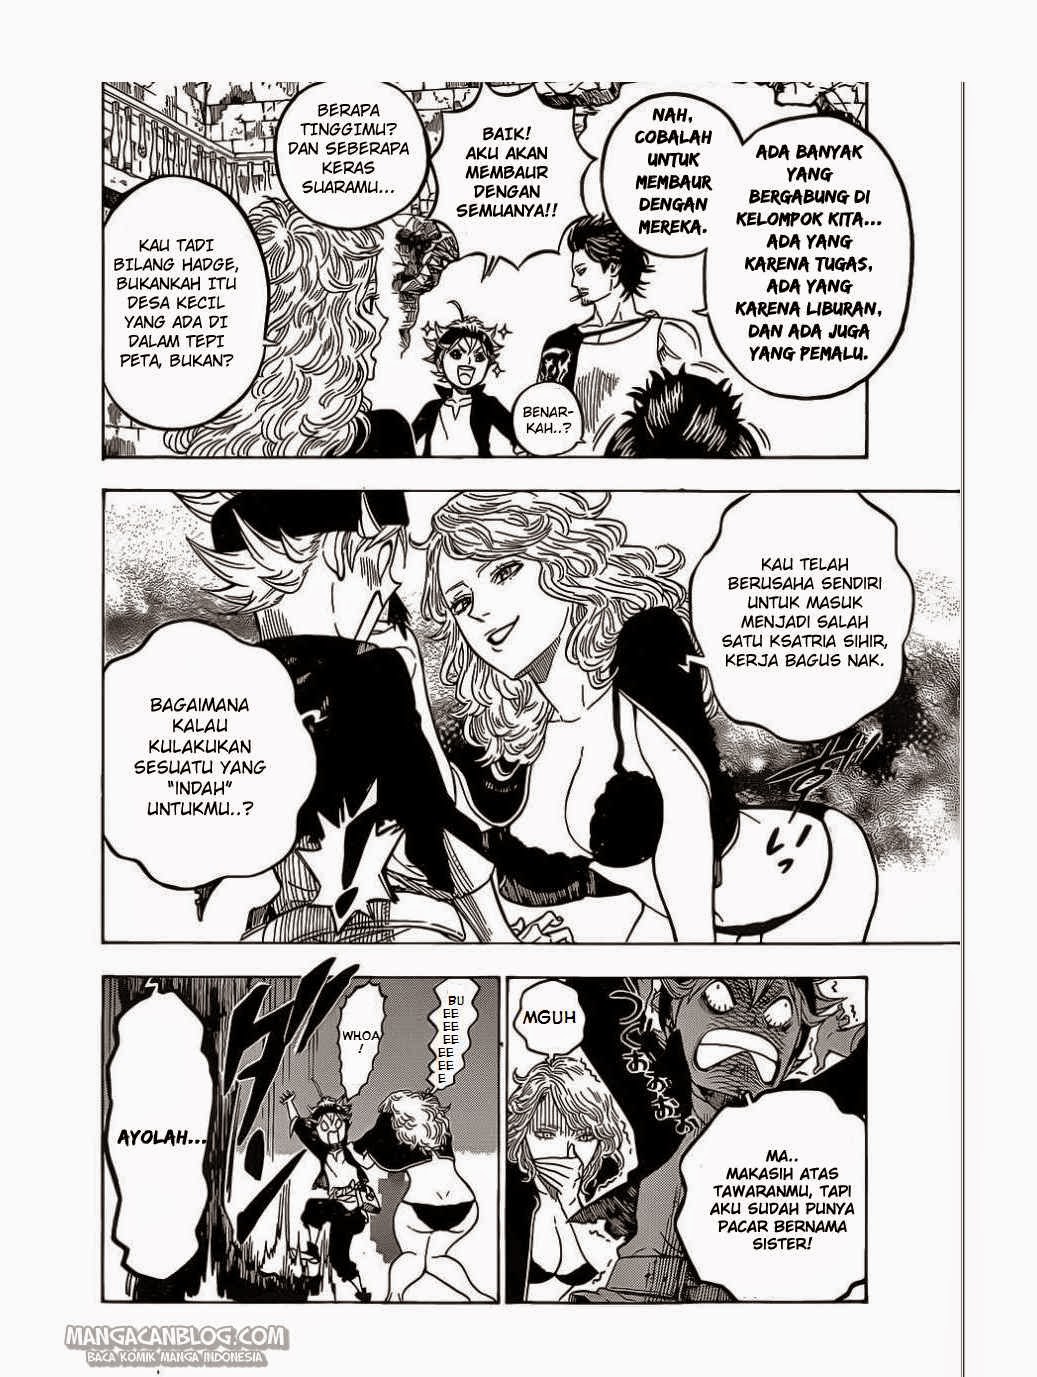 ADA BANYAK
YANG
BERGABUNG DI
KELOMPOK KITA...
ADA YANG
KARENA TUGAS,
ADA YANG
KARENA LIBURAN,
DAN ADA JUGA
YANG PEMALU.
NAH,
COBALAH
UNTUK
MEMBAUR
DENGAN
MEREKA.
BAIK!
AKU AKAN
MEMBAUR
DENGAN
SEMUANYA!!
BENAR-
KAH..?
BERAPA
TINGGIMU?
DAN SEBERAPA
KERAS
SUARAMU...
KAU TADI
BILANG HADGE,
BUKANKAH ITU
DESA KECIL
YANG ADA DI
DALAM TEPI
PETA, BUKAN?
KAU TELAH
BERUSAHA SENDIRI
UNTUK MASUK
MENJADI SALAH
SATU KSATRIA SIHIR,
KERJA BAGUS NAK.
BAGAIMANA
KALAU
KULAKUKAN
SESUATU YANG
"INDAH"
UNTUKMU..?
MA..
MAKASIH ATAS
TAWARANMU, TAPI
AKU SUDAH PUNYA
PACAR BERNAMA
SISTER!
MGUH
BU
EE
EE
EE
EE
EE
E
WHOA
!
AYOLAH...
MANGACANBLOG.COM
BACA KOMIK MANGA INDONESIA